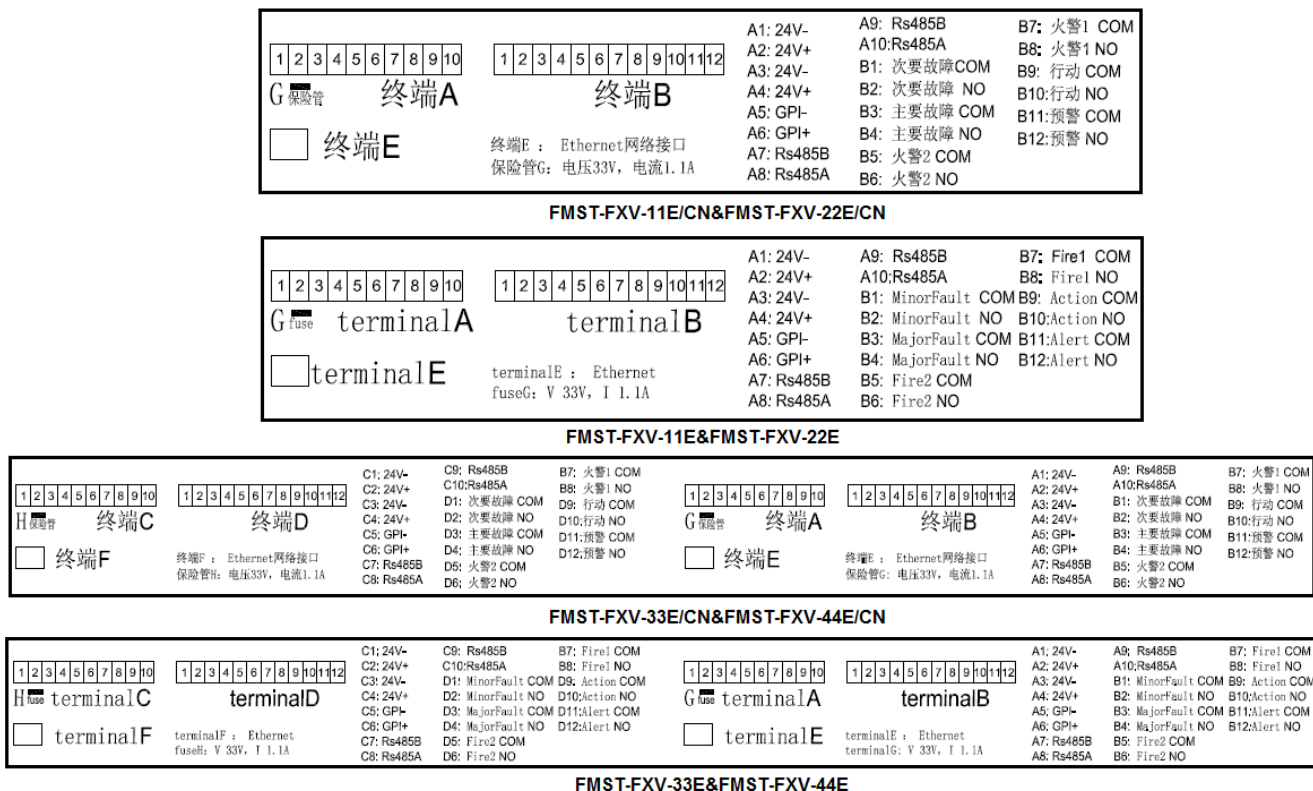 1 2 3 4 5 6 7 8 9 10
1 2 3 4 5 6 7 8 9 10 11 12
G 保险管 终端A
终端B
终端E
终端E : Ethernet网络接口
保险管G: 电压33V, 电流1.1A
A1: 24V-
A2: 24V+
A3: 24V-
A4: 24V+
A5: GPI-
A6: GPI+
A7: Rs485B
A8: Rs485A
A9: Rs485B
A10:Rs485A
B1: 次要故障COM
B2: 次要故障 NO
B3: 主要故障 COM
B4: 主要故障 NO
B5: 火警2 COM
B6: 火警2 NO
B7: 火警1 COM
B8: 火警1 NO
B9: 行动 COM
B10:行动 NO
B11:预警 COM
B12:预警 NO
FMST-FXV-11E/CN&FMST-FXV-22E/CN
1 2 3 4 5 6 7 8 9 10
1 2 3 4 5 6 7 8 9 10 11 12
G fuse terminalA
terminalB
terminalE
terminalE : Ethernet
fuseG: V 33V, I 1.1A
A1: 24V-
A2: 24V+
A3: 24V-
A4: 24V+
A5: GPI-
A6: GPI+
A7: Rs485B
A8: Rs485A
A9: Rs485B
A10:Rs485A
B1: MinorFault COM
B2: MinorFault NO
B3: MajorFault COM
B4: MajorFault NO
B5: Fire2 COM
B6: Fire2 NO
B7: Fire1 COM
B8: Fire1 NO
B9: Action COM
B10:Action NO
B11:Alert COM
B12:Alert NO
FMST-FXV-11E&FMST-FXV-22E
1 2 3 4 5 6 7 8 9 10
1 2 3 4 5 6 7 8 9 10 11 12
H 保险管 终端C
终端D
终端F
终端F : Ethernet网络接口
保险管H: 电压33V, 电流1.1A
C1: 24V-
C2: 24V+
C3: 24V-
C4: 24V+
C5: GPI-
C6: GPI+
C7: Rs485B
C8: Rs485A
C9: Rs485B
C10:Rs485A
D1: 次要故障 COM
D2: 次要故障 NO
D3: 主要故障 COM
D4: 主要故障 NO
D5: 火警2 COM
D6: 火警2 NO
B7: 火警1 COM
B8: 火警1 NO
D9: 行动 COM
D10:行动 NO
D11:预警 COM
D12:预警 NO
1 2 3 4 5 6 7 8 9 10
1 2 3 4 5 6 7 8 9 10 11 12
G 保险管 终端A
终端B
终端E
终端E : Ethernet网络接口
保险管G: 电压33V, 电流1.1A
A1: 24V-
A2: 24V+
A3: 24V-
A4: 24V+
A5: GPI-
A6: GPI+
A7: Rs485B
A8: Rs485A
A9: Rs485B
A10:Rs485A
B1: 次要故障 COM
B2: 次要故障 NO
B3: 主要故障 COM
B4: 主要故障 NO
B5: 火警2 COM
B6: 火警2 NO
B7: 火警1 COM
B8: 火警1 NO
B9: 行动 COM
B10:行动 NO
B11:预警 COM
B12:预警 NO
FMST-FXV-33E/CN&FMST-FXV-44E/CN
1 2 3 4 5 6 7 8 9 10
1 2 3 4 5 6 7 8 9 10 11 12
H fuse terminalC
terminalD
terminalF
terminalF : Ethernet
fuseH: V 33V, I 1.1A
C1: 24V-
C2: 24V+
C3: 24V-
C4: 24V+
C5: GPI-
C6: GPI+
C7: Rs485B
C8: Rs485A
C9: Rs485B
C10:Rs485A
D1: MinorFault COM
D2: MinorFault NO
D3: MajorFault COM
D4: MajorFault NO
D5: Fire2 COM
D6: Fire2 NO
B7: Fire1 COM
B8: Fire1 NO
D9: Action COM
D10:Action NO
D11:Alert COM
D12:Alert NO
1 2 3 4 5 6 7 8 9 10
1 2 3 4 5 6 7 8 9 10 11 12
G fuse terminalA
terminalB
terminalE
terminalE : Ethernet
terminalG: V 33V, I 1.1A
A1: 24V-
A2: 24V+
A3: 24V-
A4: 24V+
A5: GPI-
A6: GPI+
A7: Rs485B
A8: Rs485A
A9: Rs485B
A10:Rs485A
B1: MinorFault COM
B2: MinorFault NO
B3: MajorFault COM
B4: MajorFault NO
B5: Fire2 COM
B6: Fire2 NO
B7: Fire1 COM
B8: Fire1 NO
B9: Action COM
B10:Action NO
B11:Alert COM
B12:Alert NO
FMST-FXV-33E&FMST-FXV-44E